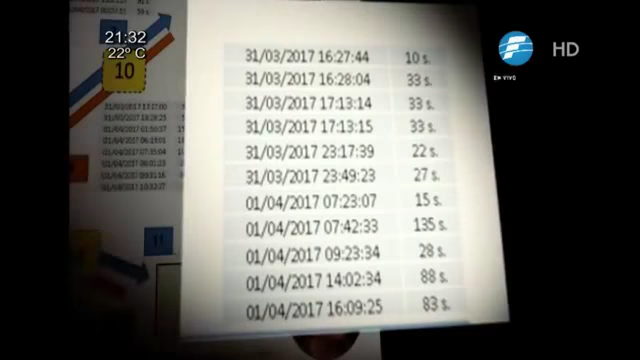 21:32
22º C
10
HD
EN VIVO
31/03/2017 16:27:44 10 s.
31/03/2017 16:28:04 33 s.
31/03/2017 17:13:14 33 s.
31/03/2017 17:13:15 33 s.
31/03/2017 23:17:39 22 s.
31/03/2017 23:49:23 27 s.
01/04/2017 07:23:07 15 s.
01/04/2017 07:42:33 135 s.
01/04/2017 09:23:34 28 s.
01/04/2017 14:02:34 88 s.
01/04/2017 16:09:25 83 s.
11